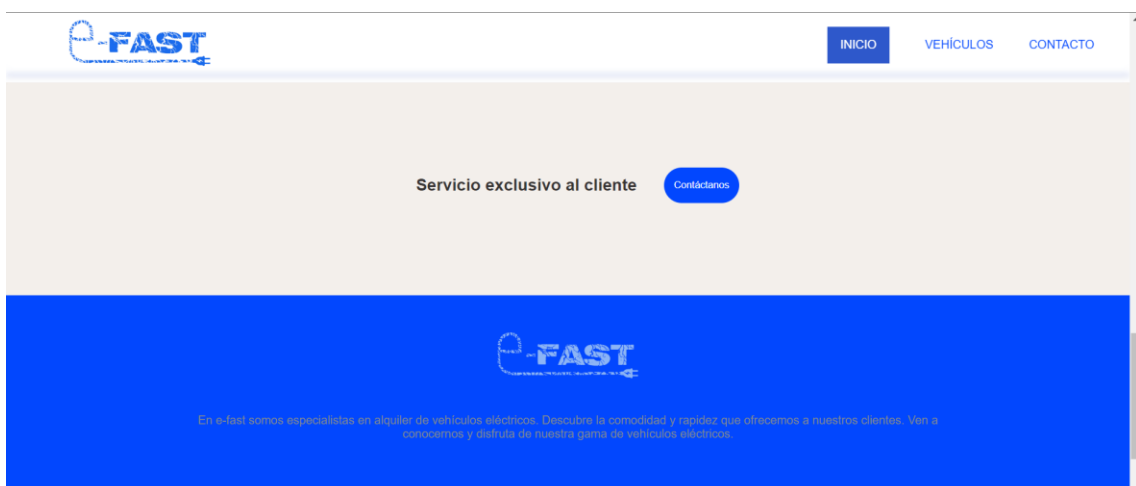 e-FAST
INICIO VEHÍCULOS CONTACTO
Servicio exclusivo al cliente Contáctanos
e-FAST
En e-fast somos especialistas en alquiler de vehículos eléctricos. Descubre la comodidad y rapidez que ofrecemos a nuestros clientes. Ven a
conocernos y disfruta de nuestra gama de vehículos eléctricos.